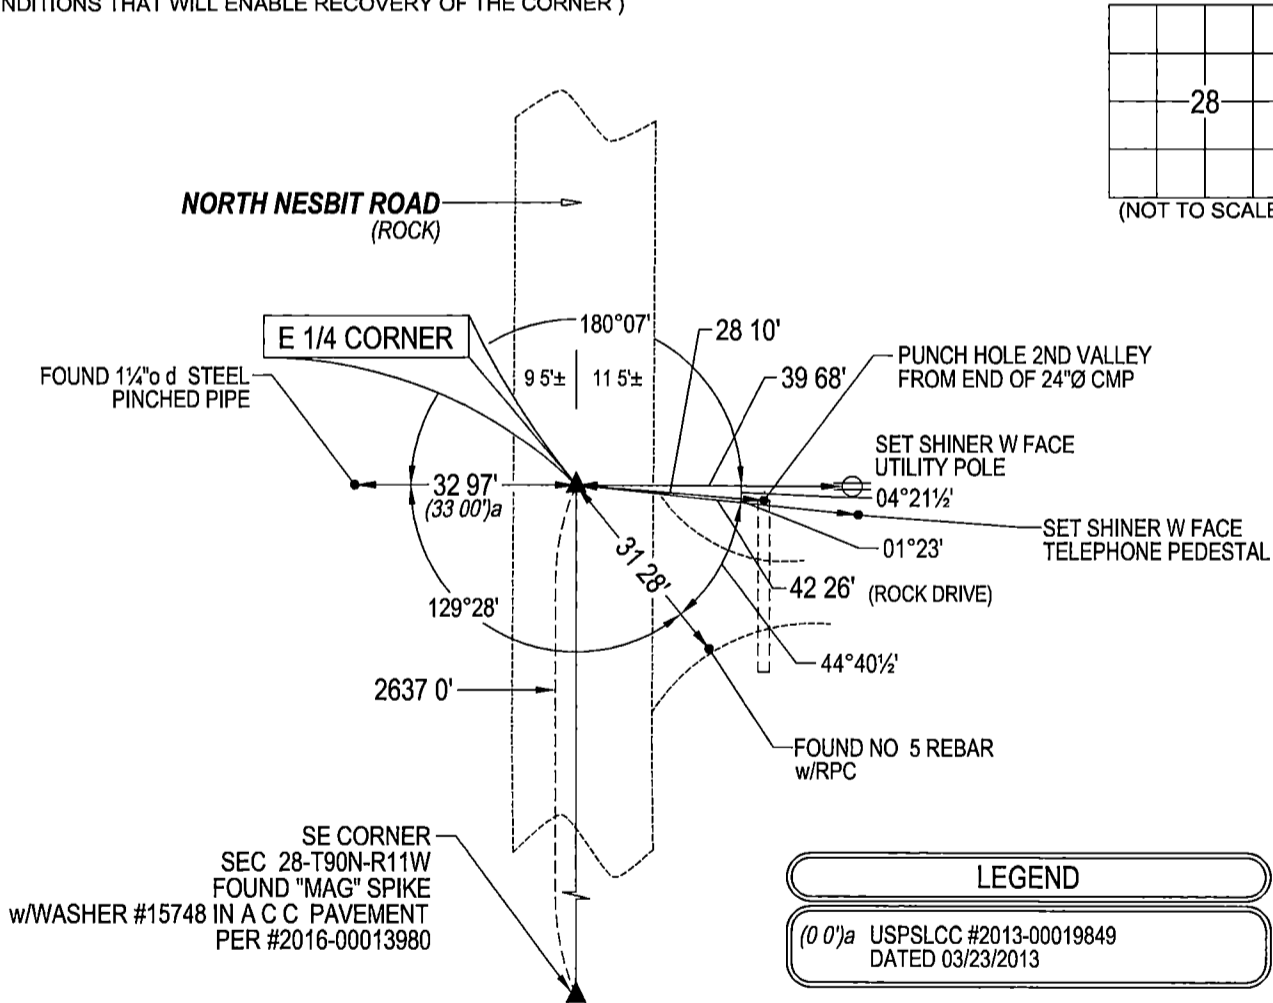 NDITIONS THAT WILL ENABLE RECOVERY OF THE CORNER )
28
(NOT TO SCALE
NORTH NESBIT ROAD
(ROCK)
E 1/4 CORNER
180°07'
28 10'
9 5'±
11 5'±
39 68'
PUNCH HOLE 2ND VALLEY
FROM END OF 24"Ø CMP
FOUND 1¼"o d STEEL
PINCHED PIPE
SET SHINER W FACE
UTILITY POLE
32 97'
(33 00')a
04°21½'
SET SHINER W FACE
TELEPHONE PEDESTAL
01°23'
31 28'
42 26'
(ROCK DRIVE)
129°28'
44°40½'
2637 0'
FOUND NO 5 REBAR
w/RPC
SE CORNER
SEC 28-T90N-R11W
FOUND "MAG" SPIKE
w/WASHER #15748 IN A C C PAVEMENT
PER #2016-00013980
LEGEND
(0 0')a USPSLCC #2013-00019849
DATED 03/23/2013